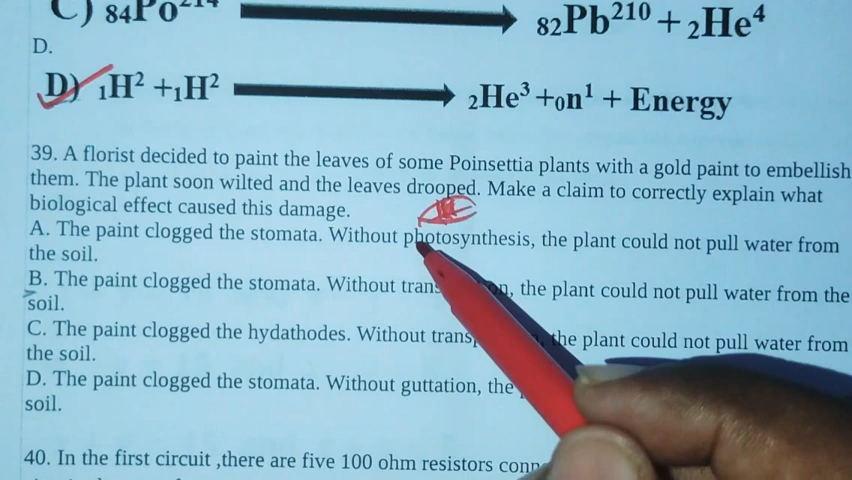 C) ₈₄Po²¹⁴ ⟶ ₈₂Pb²¹⁰ + ₂He⁴
D.
D) ₁H² +₁H² ⟶ ₂He³ +₀n¹ + Energy
39. A florist decided to paint the leaves of some Poinsettia plants with a gold paint to embellish
them. The plant soon wilted and the leaves drooped. Make a claim to correctly explain what
biological effect caused this damage.
A. The paint clogged the stomata. Without photosynthesis, the plant could not pull water from
the soil.
B. The paint clogged the stomata. Without , the plant could not pull water from the
soil.
C. The paint clogged the hydathodes. Without the plant could not pull water from
the soil.
D. The paint clogged the stomata. Without guttation, the
soil.
40. In the first circuit ,there are five 100 ohm resistors